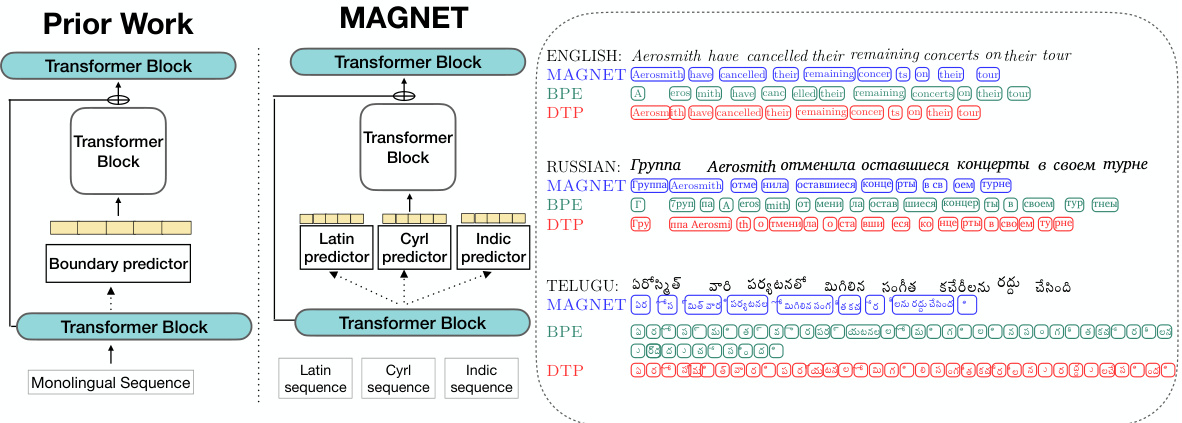 Prior Work
Transformer Block
Transformer Block
Boundary predictor
Transformer Block
Monolingual Sequence
MAGNET
Transformer Block
Transformer Block
Latin predictor
Cyrl predictor
Indic predictor
Transformer Block
Latin sequence
Cyrl sequence
Indic sequence
ENGLISH: Aerosmith have cancelled their remaining concerts on their tour
MAGNET Aerosmith have cancelled their remaining concer ts on their tour
BPE A eros mith have canc elled their remaining concerts on their tour
DTP Aerosm ith have cancelled their remaining concer ts on their tour
RUSSIAN: Группа Aerosmith отменила оставшиеся концерты в своем турне
MAGNET Группа Aerosmith отме нила оставшиеся конце рты в св оем турне
BPE Г 7руп па A eros mith от мени ла остав шиеся концер ты в своем тур тнеы
DTP Гру ппа Aerosmi th о тмени ла о ста вши еся ко нце рты в сво ем ту рне
TELUGU: ఏరోస్మిత్ వారి పర్యటనలో మిగిలిన సంగీత కచేరీలను రద్దు చేసింది
MAGNET
BPE
DTP